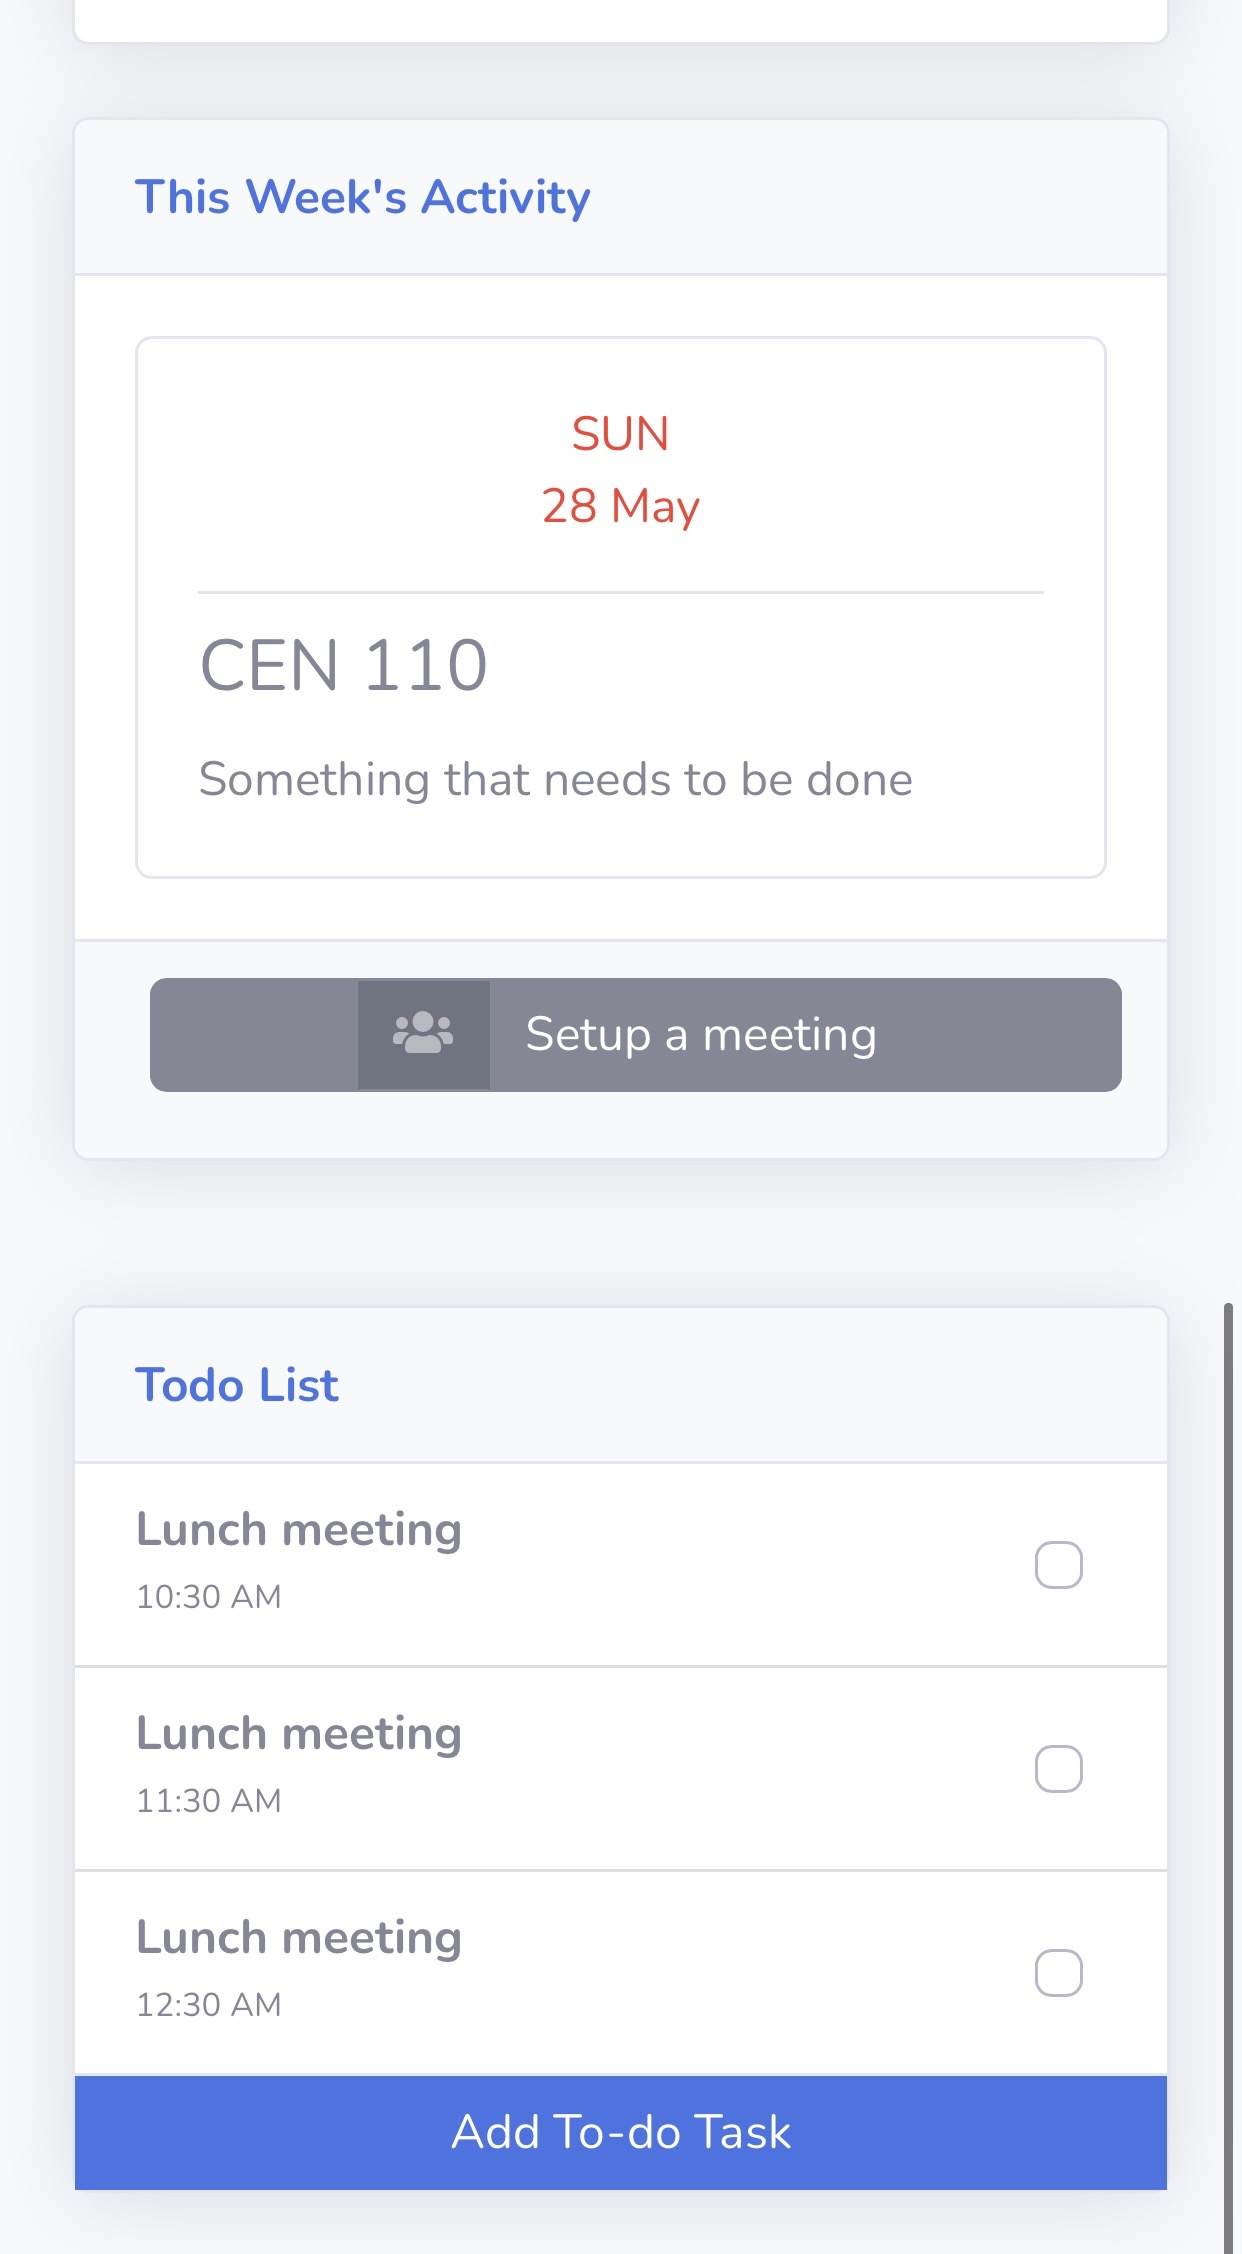 This Week's Activity
SUN
28 May
CEN 110
Something that needs to be done
Setup a meeting
Todo List
Lunch meeting
10:30 AM
Lunch meeting
11:30 AM
Lunch meeting
12:30 AM
Add To-do Task